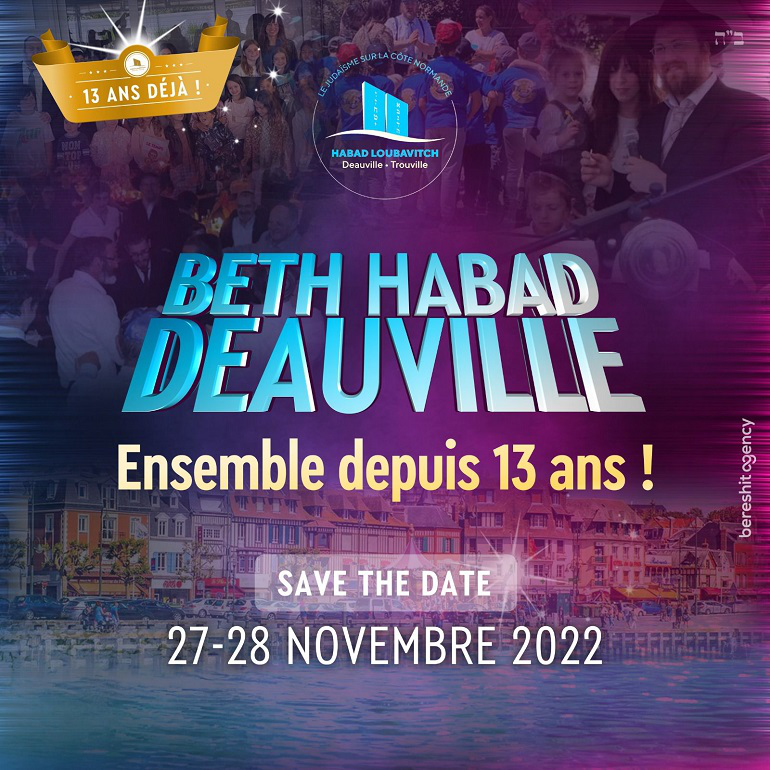 ב"ה
13 ANS DÉJÀ !
LE JUDAÏSME SUR LA CÔTE NORMANDE
HABAD LOUBAVITCH
Deauville • Trouville
BETH HABAD
DEAUVILLE
Ensemble depuis 13 ans !
bereshit agency
SAVE THE DATE
27-28 NOVEMBRE 2022